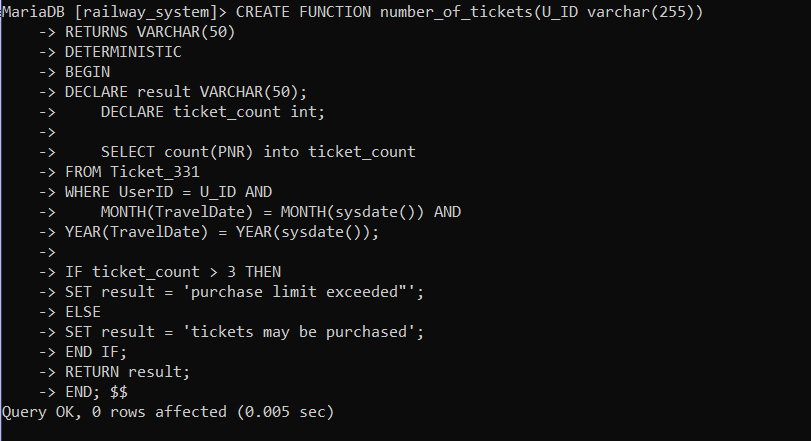 MariaDB [railway_system]> CREATE FUNCTION number_of_tickets(U_ID varchar(255))
    -> RETURNS VARCHAR(50)
    -> DETERMINISTIC
    -> BEGIN
    -> DECLARE result VARCHAR(50);
    ->     DECLARE ticket_count int;
    ->
    ->     SELECT count(PNR) into ticket_count
    -> FROM Ticket_331
    -> WHERE UserID = U_ID AND
    ->     MONTH(TravelDate) = MONTH(sysdate()) AND
    -> YEAR(TravelDate) = YEAR(sysdate());
    ->
    -> IF ticket_count > 3 THEN
    -> SET result = 'purchase limit exceeded"';
    -> ELSE
    -> SET result = 'tickets may be purchased';
    -> END IF;
    -> RETURN result;
    -> END; $$
Query OK, 0 rows affected (0.005 sec)